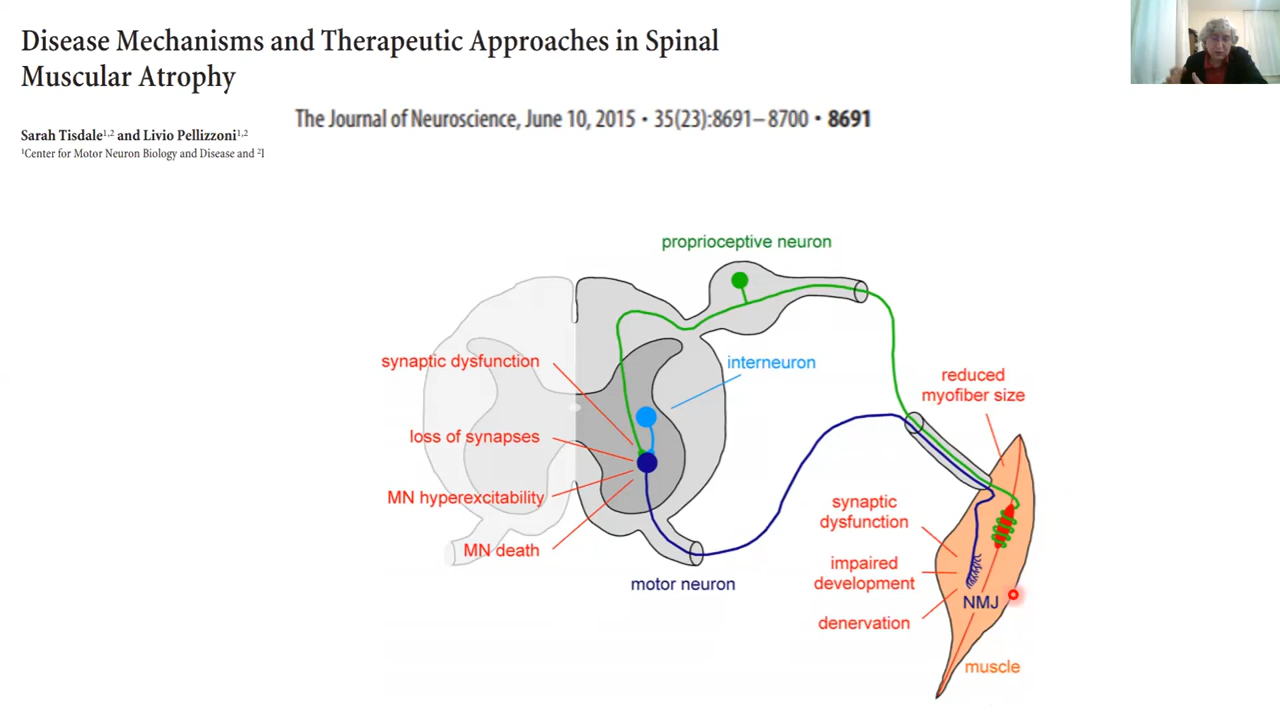 Disease Mechanisms and Therapeutic Approaches in Spinal
Muscular Atrophy
The Journal of Neuroscience, June 10, 2015 • 35(23):8691–8700 • 8691
Sarah Tisdale1,2 and Livio Pellizzoni1,2
1Center for Motor Neuron Biology and Disease and 2I
proprioceptive neuron
synaptic dysfunction
interneuron
reduced
myofiber size
loss of synapses
MN hyperexcitability
synaptic
dysfunction
MN death
impaired
development
motor neuron
NMJ
denervation
muscle